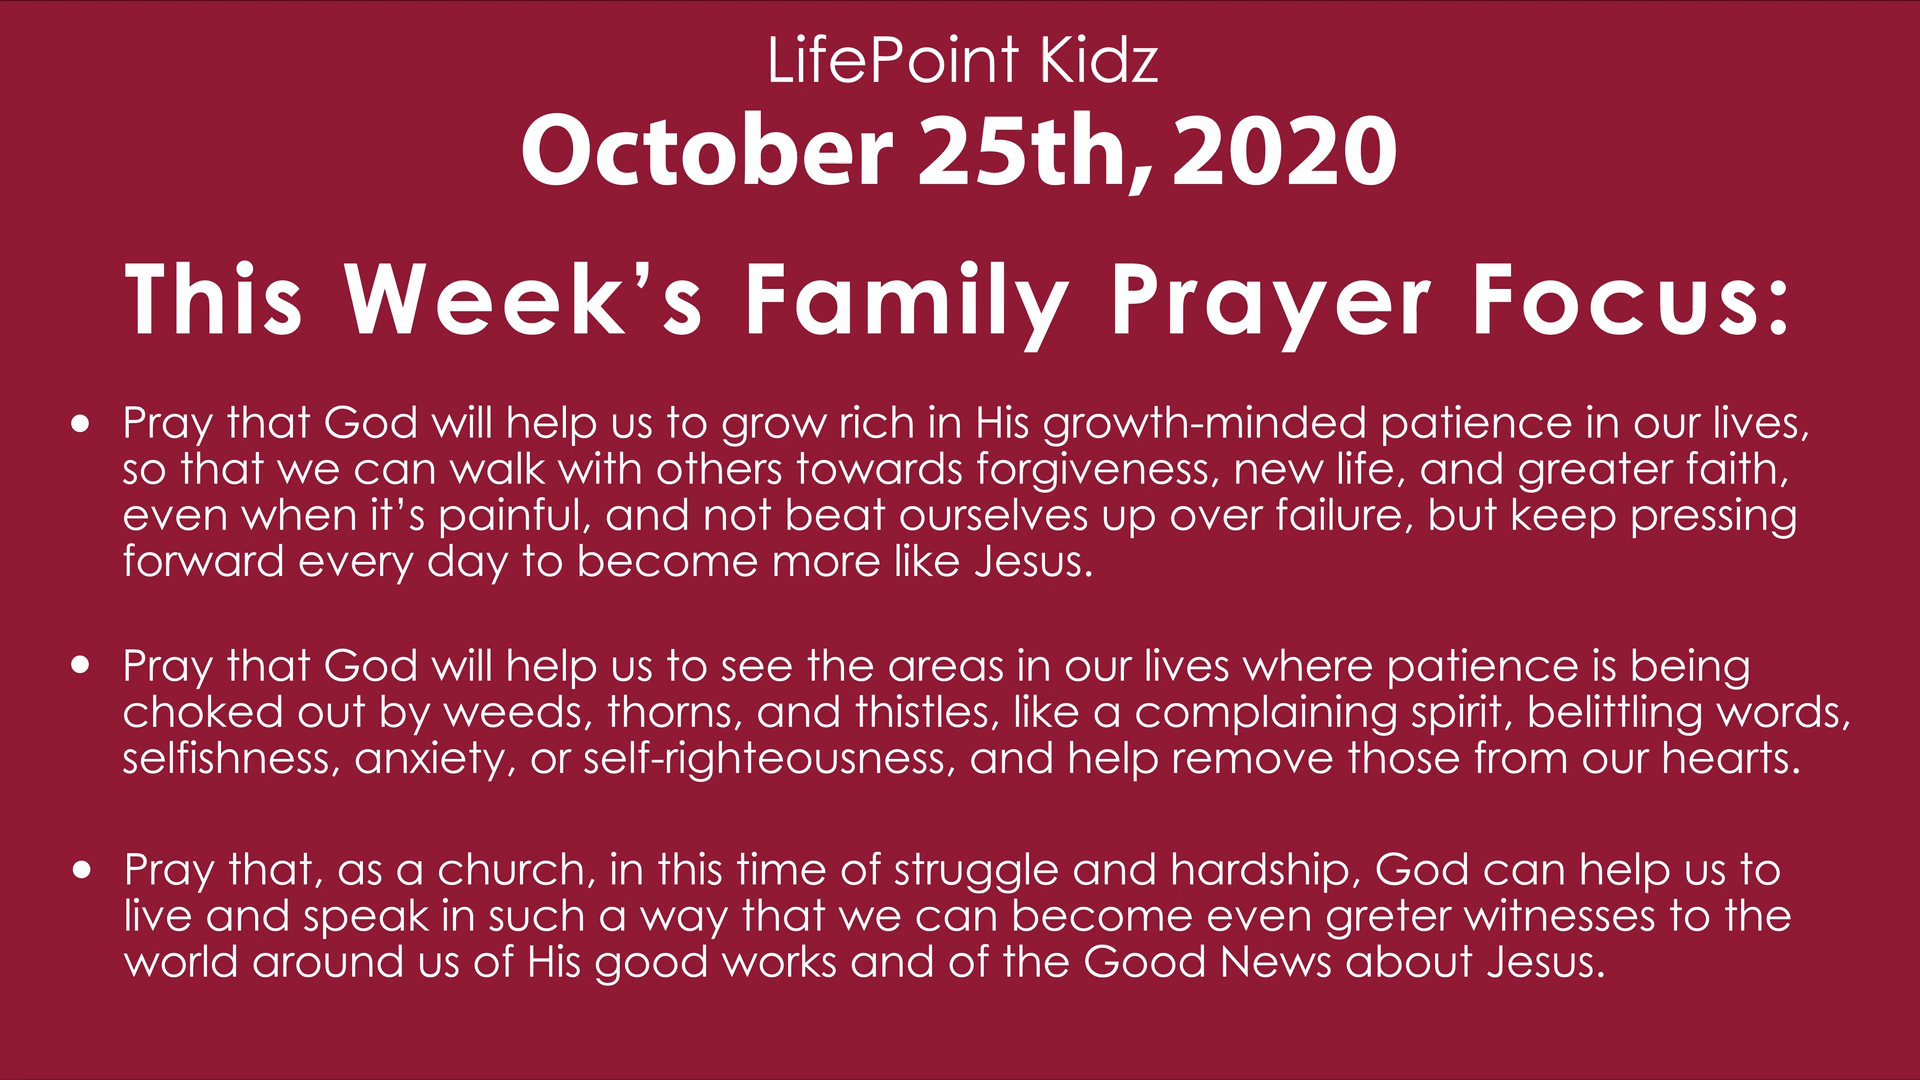 LifePoint Kidz
October 25th, 2020
This Week’s Family Prayer Focus:
• Pray that God will help us to grow rich in His growth-minded patience in our lives,
so that we can walk with others towards forgiveness, new life, and greater faith,
even when it’s painful, and not beat ourselves up over failure, but keep pressing
forward every day to become more like Jesus.
• Pray that God will help us to see the areas in our lives where patience is being
choked out by weeds, thorns, and thistles, like a complaining spirit, belittling words,
selfishness, anxiety, or self-righteousness, and help remove those from our hearts.
• Pray that, as a church, in this time of struggle and hardship, God can help us to
live and speak in such a way that we can become even greter witnesses to the
world around us of His good works and of the Good News about Jesus.